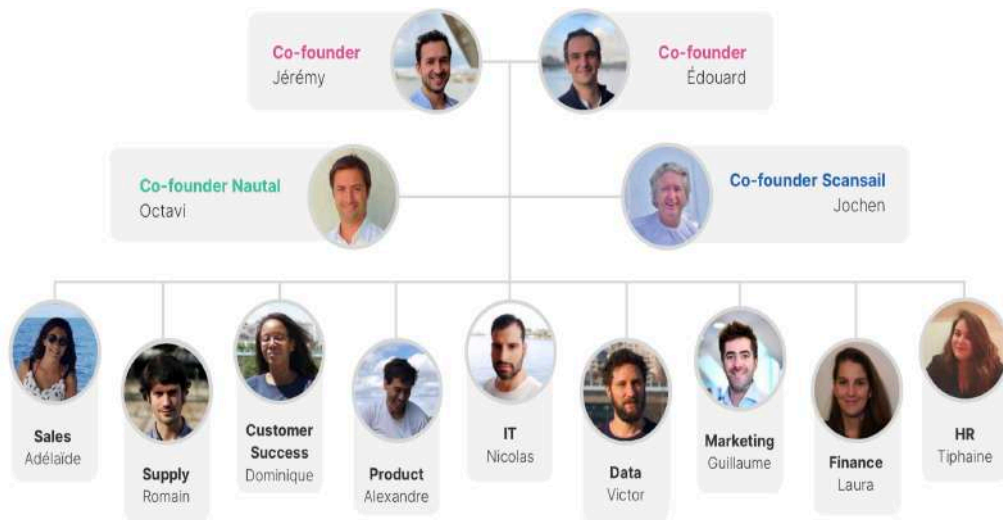 Co-founder
Jérémy
Co-founder
Édouard
Co-founder Nautal
Octavi
Co-founder Scansail
Jochen
Sales
Adélaïde
Supply
Romain
Customer
Success
Dominique
Product
Alexandre
IT
Nicolas
Data
Victor
Marketing
Guillaume
Finance
Laura
HR
Tiphaine